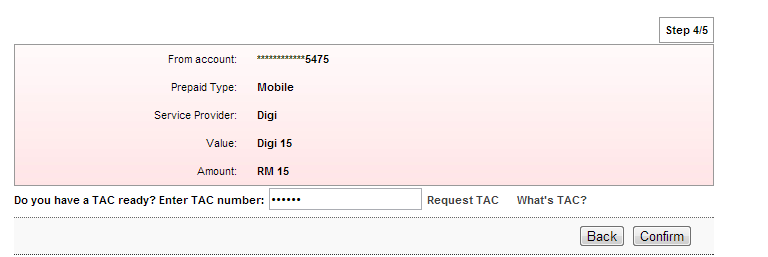 Step 4/5
From account: ************5475
Prepaid Type: Mobile
Service Provider: Digi
Value: Digi 15
Amount: RM 15
Do you have a TAC ready? Enter TAC number: •••••• Request TAC What's TAC?
Back Confirm